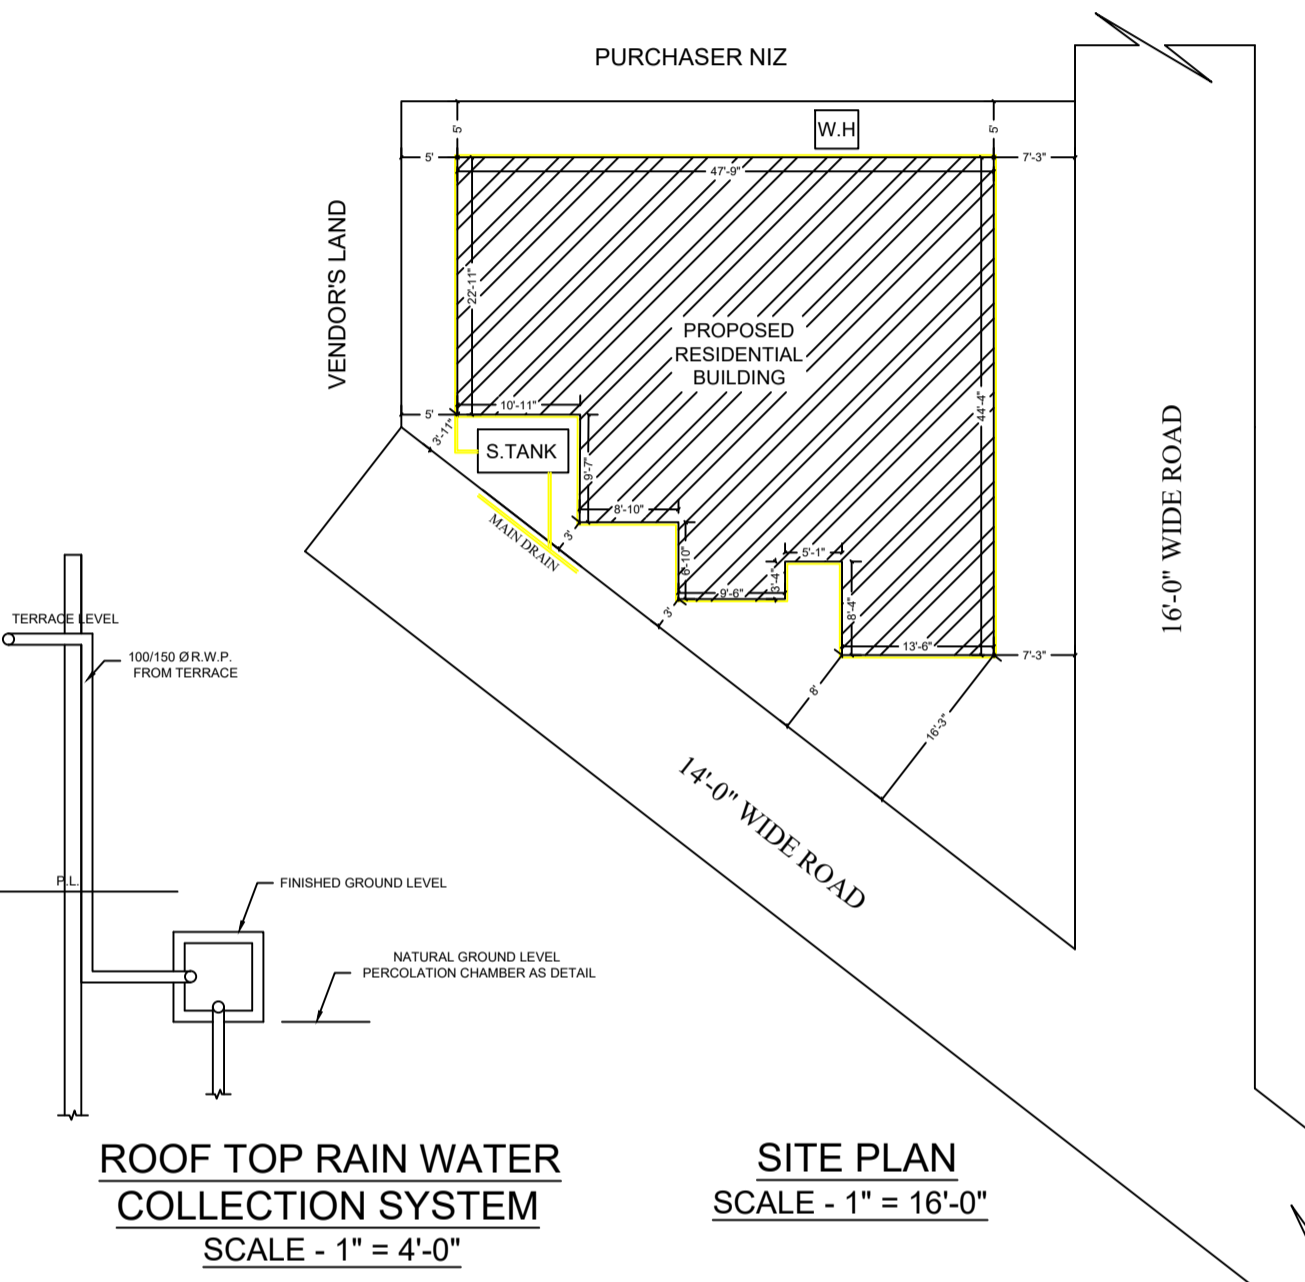 PURCHASER NIZ
W.H
5'
5'
5'
7'-3"
47'-9"
VENDOR'S LAND
22'-11"
PROPOSED
RESIDENTIAL
BUILDING
44'-4"
16'-0" WIDE ROAD
10'-11"
5'
3'-11"
S.TANK
9'-7"
8'-10"
MAIN DRAIN
3'
6'-10"
5'-1"
3'-4"
9'-6"
8'-4"
3'
13'-6"
7'-3"
8'
16'-3"
14'-0" WIDE ROAD
TERRACE LEVEL
100/150 Ø R.W.P.
FROM TERRACE
P.L.
FINISHED GROUND LEVEL
NATURAL GROUND LEVEL
PERCOLATION CHAMBER AS DETAIL
ROOF TOP RAIN WATER
COLLECTION SYSTEM
SCALE - 1" = 4'-0"
SITE PLAN
SCALE - 1" = 16'-0"